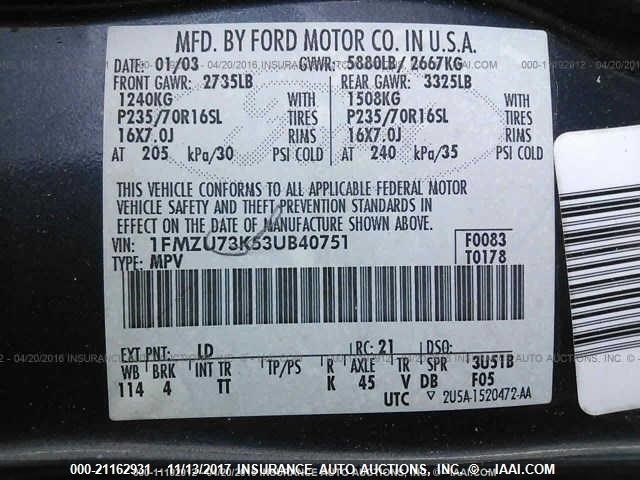 MFD. BY FORD MOTOR CO. IN U.S.A.
DATE: 01/03 GVWR: 5880LB/ 2667KG
FRONT GAWR: 2735LB REAR GAWR: 3325LB
1240KG WITH 1508KG WITH
P235/70R16SL TIRES P235/70R16SL TIRES
16X7.0J RIMS 16X7.0J RIMS
AT 205 kPa/30 PSI COLD AT 240 kPa/35 PSI COLD
THIS VEHICLE CONFORMS TO ALL APPLICABLE FEDERAL MOTOR
VEHICLE SAFETY AND THEFT PREVENTION STANDARDS IN
EFFECT ON THE DATE OF MANUFACTURE SHOWN ABOVE.
VIN: 1FMZU73K53UB40751 F0083
TYPE: MPV T0178
EXT PNT: LD RC: 21 DSO:
WB BRK INT TR TP/PS R AXLE TR SPR 3U51B
114 4 TT K 45 V DB F05
UTC ▽ 2U5A-1520472-AA
000-21162931 - 11/13/2017 INSURANCE AUTO AUCTIONS, INC. - © - IAAI.COM